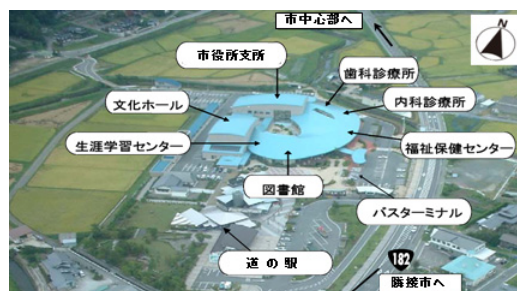 市中心部へ
市役所支所
歯科診療所
文化ホール
内科診療所
生涯学習センター
福祉保健センター
図書館
バスターミナル
道の駅
182
隣接市へ
N